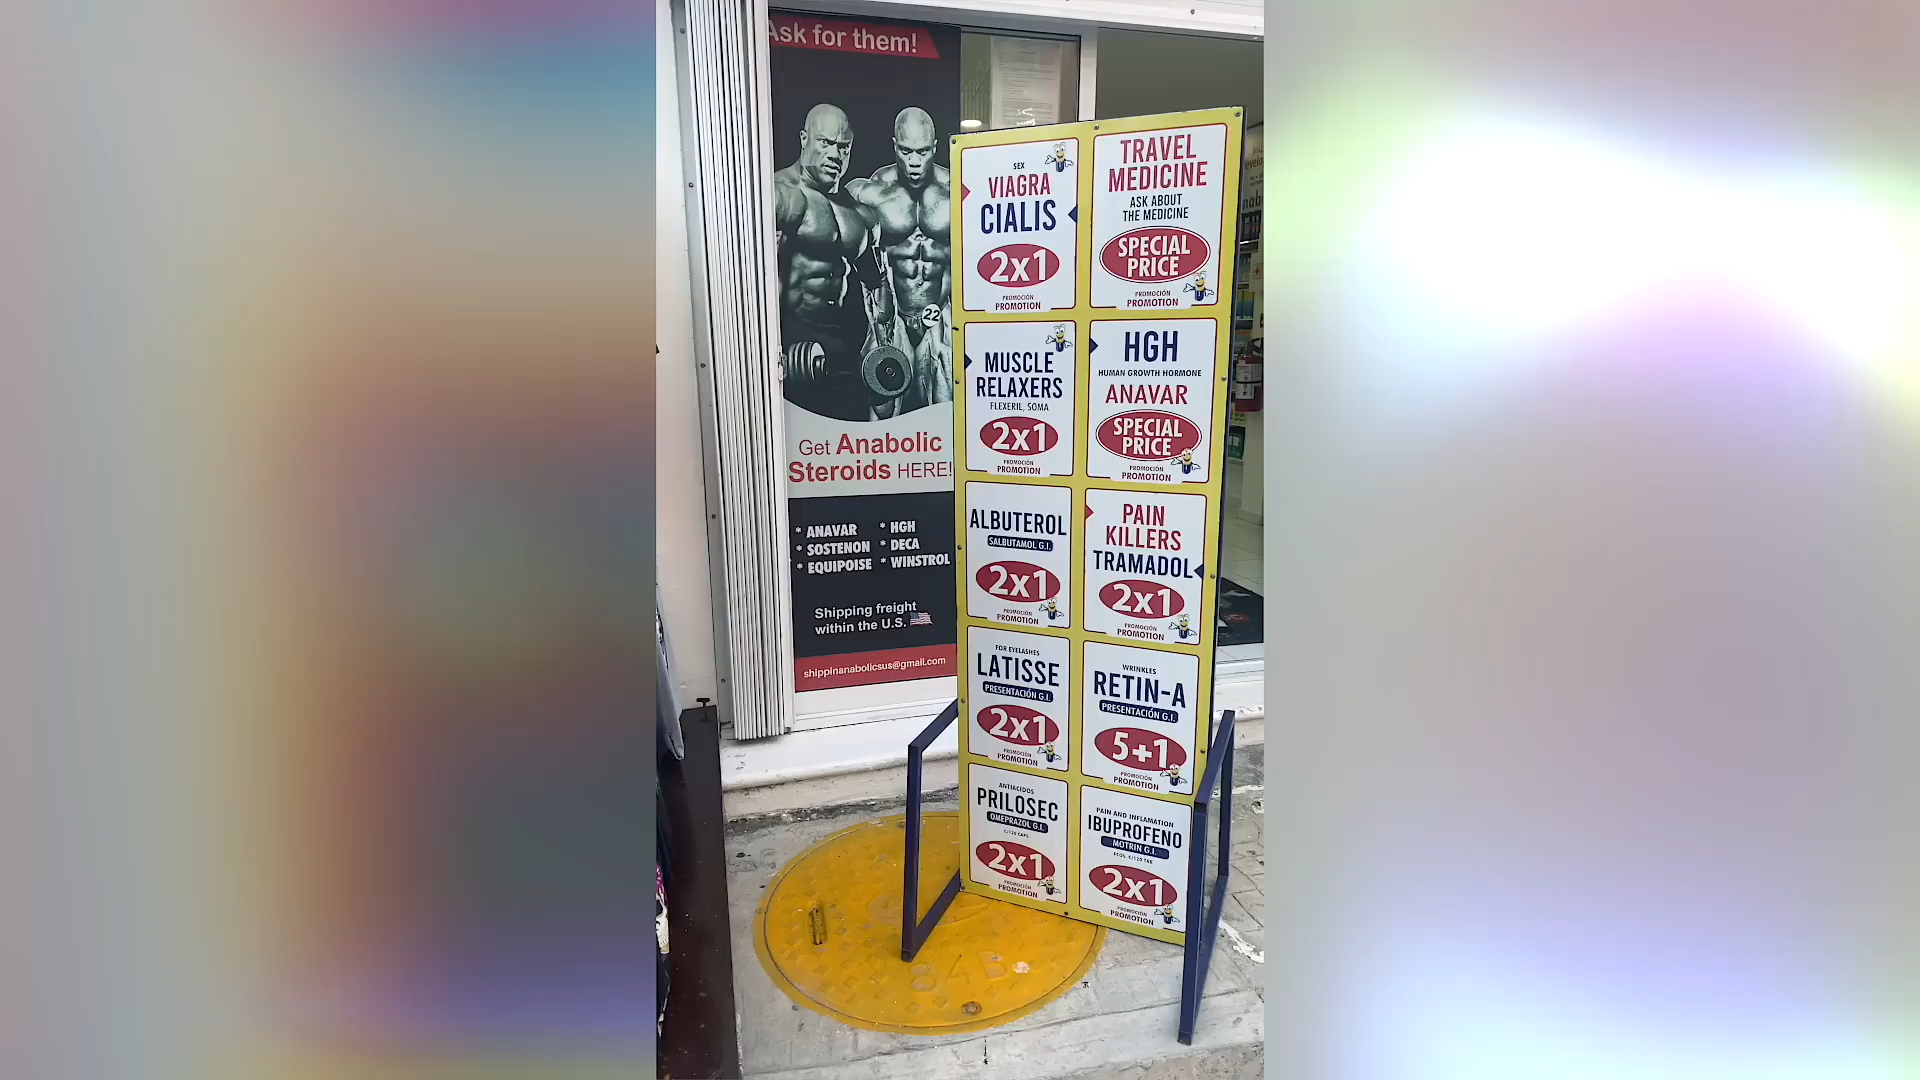 Ask for them!
22
Get Anabolic
Steroids HERE!
* ANAVAR
* SOSTENON
* EQUIPOISE
* HGH
* DECA
* WINSTROL
Shipping freight
within the U.S.
shippinanabolicsus@gmail.com
SEX
VIAGRA
CIALIS
2x1
PROMOCIÓN
PROMOTION
TRAVEL
MEDICINE
ASK ABOUT
THE MEDICINE
SPECIAL
PRICE
PROMOCIÓN
PROMOTION
MUSCLE
RELAXERS
FLEXERIL, SOMA
2x1
PROMOCIÓN
PROMOTION
HGH
HUMAN GROWTH HORMONE
ANAVAR
SPECIAL
PRICE
PROMOCIÓN
PROMOTION
ALBUTEROL
SALBUTAMOL G.I.
2x1
PROMOCIÓN
PROMOTION
PAIN
KILLERS
TRAMADOL
2x1
PROMOCIÓN
PROMOTION
FOR EYELASHES
LATISSE
PRESENTACIÓN G.I.
2x1
PROMOCIÓN
PROMOTION
WRINKLES
RETIN-A
PRESENTACIÓN G.I.
5+1
PROMOCIÓN
PROMOTION
ANTIACIDOS
PRILOSEC
OMEPRAZOL G.I.
C/120 CAPS.
2x1
PROMOCIÓN
PROMOTION
PAIN AND INFLAMATION
IBUPROFENO
MOTRIN G.I.
2x1
PROMOCIÓN
PROMOTION